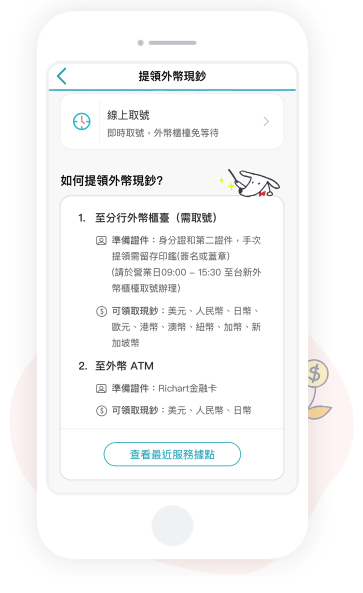 提領外幣現鈔
線上取號
即時取號，外幣櫃檯免等待
如何提領外幣現鈔?
1. 至分行外幣櫃臺（需取號）
準備證件：身分證和第二證件，手次
提領需留存印鑑(簽名或蓋章)
(請於營業日09:00 - 15:30 至台新外
幣櫃檯取號辦理)
可領取現鈔：美元、人民幣、日幣、
歐元、港幣、澳幣、紐幣、加幣、新
加坡幣
2. 至外幣 ATM
準備證件：Richart金融卡
可領取現鈔：美元、人民幣、日幣
查看最近服務據點